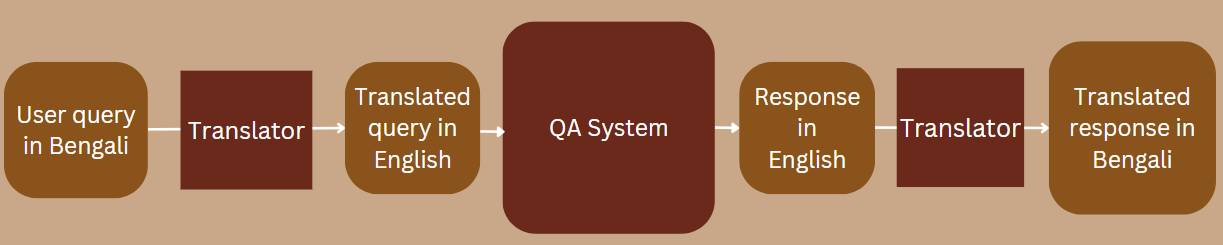 User query
in Bengali
Translator
Translated
query in
English
QA System
Response
in
English
Translator
Translated
response in
Bengali